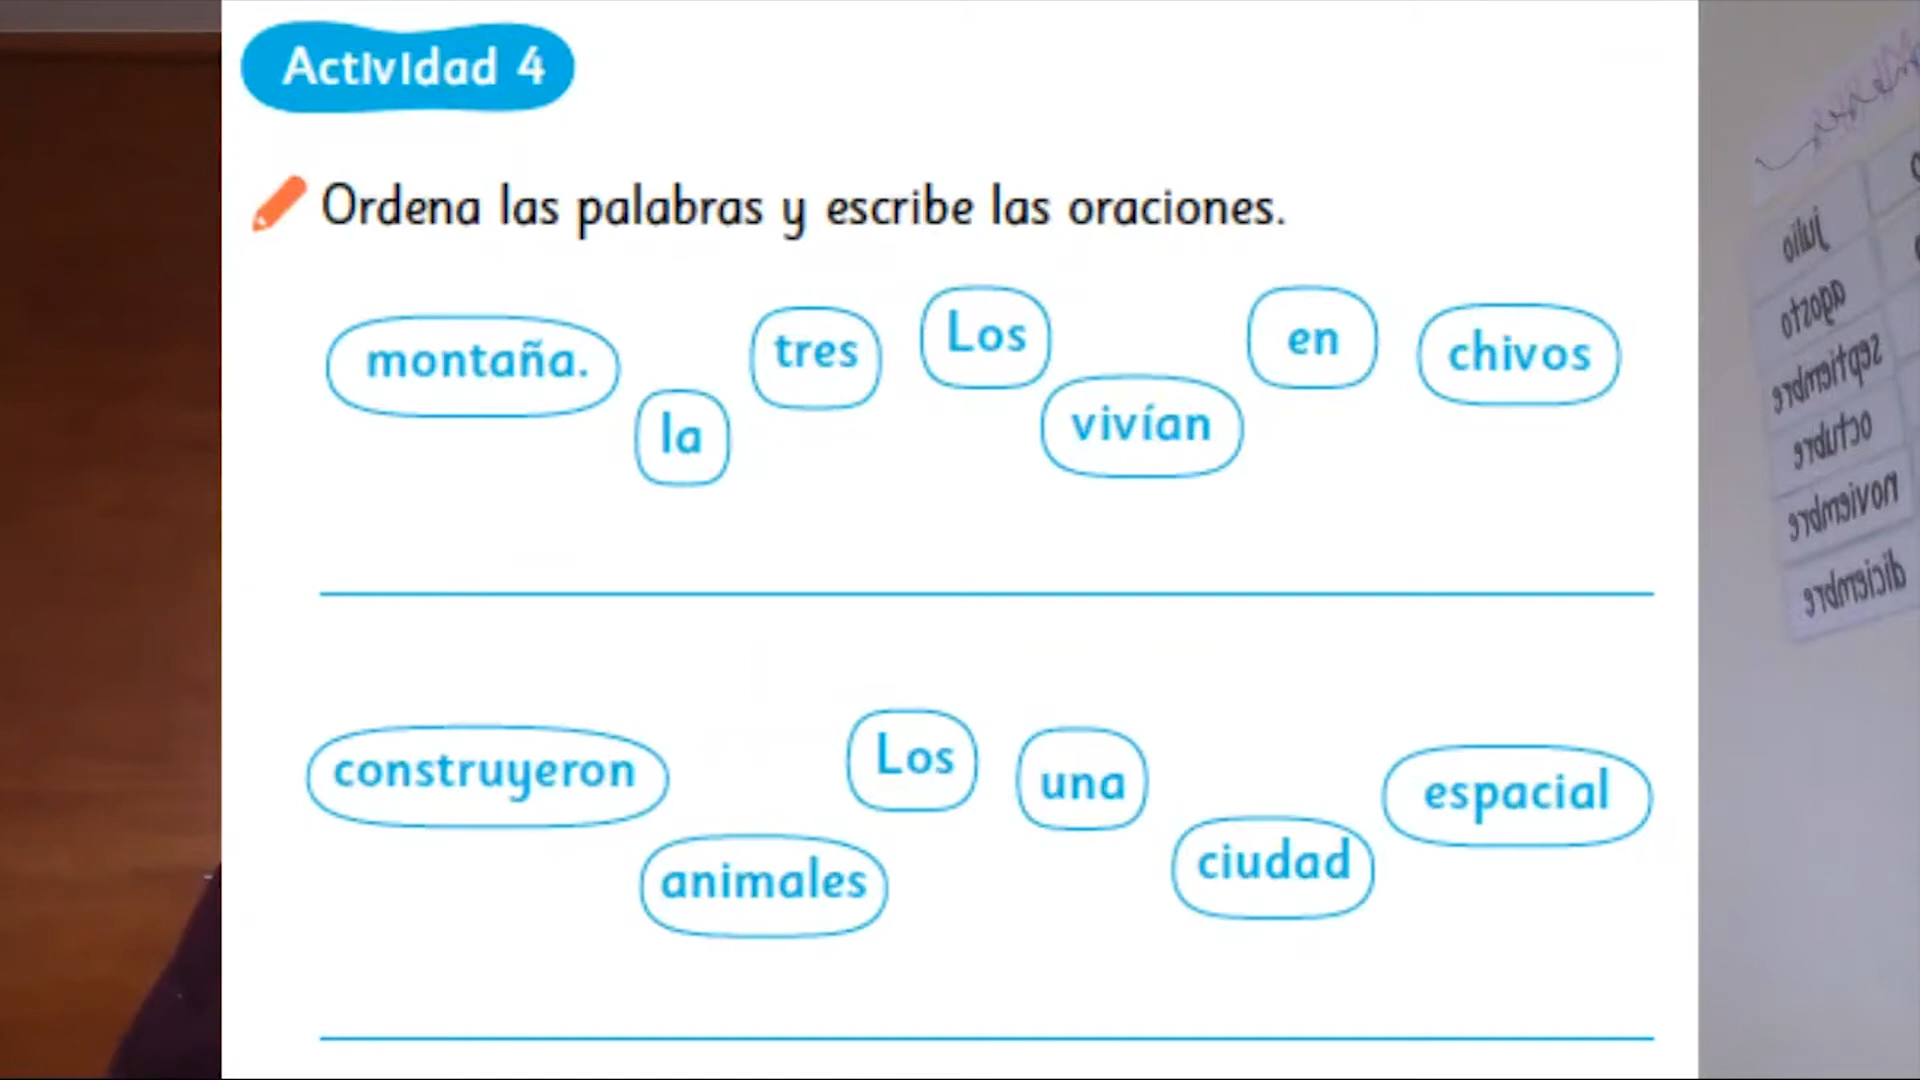 Actividad 4
Ordena las palabras y escribe las oraciones.
montaña. la tres Los vivían en chivos
construyeron animales Los una ciudad espacial
julio
agosto
septiembre
octubre
noviembre
diciembre